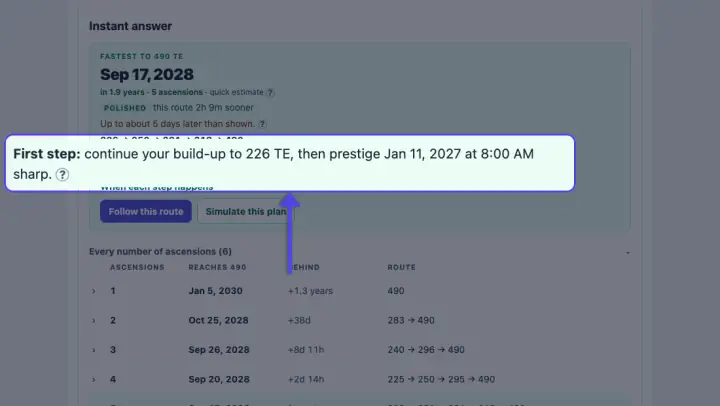 Instant answer
FASTEST TO 490 TE
Sep 17, 2028
in 1.9 years · 5 ascensions · quick estimate ?
POLISHED this route 2h 9m sooner
Up to about 5 days later than shown. ?
First step: continue your build-up to 226 TE, then prestige Jan 11, 2027 at 8:00 AM
sharp. ?
When each step happens
Follow this route Simulate this plan
Every number of ascensions (6)
ASCENSIONS REACHES 490 BEHIND ROUTE
1 Jan 5, 2030 +1.3 years 490
2 Oct 25, 2028 +38d 283 → 490
3 Sep 26, 2028 +8d 11h 240 → 296 → 490
4 Sep 20, 2028 +2d 14h 225 → 250 → 295 → 490